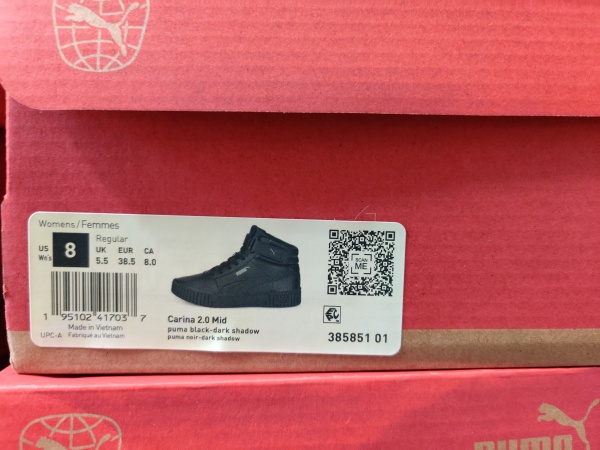 Womens/Femmes
Regular
US UK EUR CA
Wn's 8 5.5 38.5 8.0
1 95102 41703 7
Made in Vietnam
UPC-A Fabriqué au Vietnam
Carina 2.0 Mid
puma black-dark shadow
puma noir-dark shadow
SCAN
ME
385851 01
PUMA